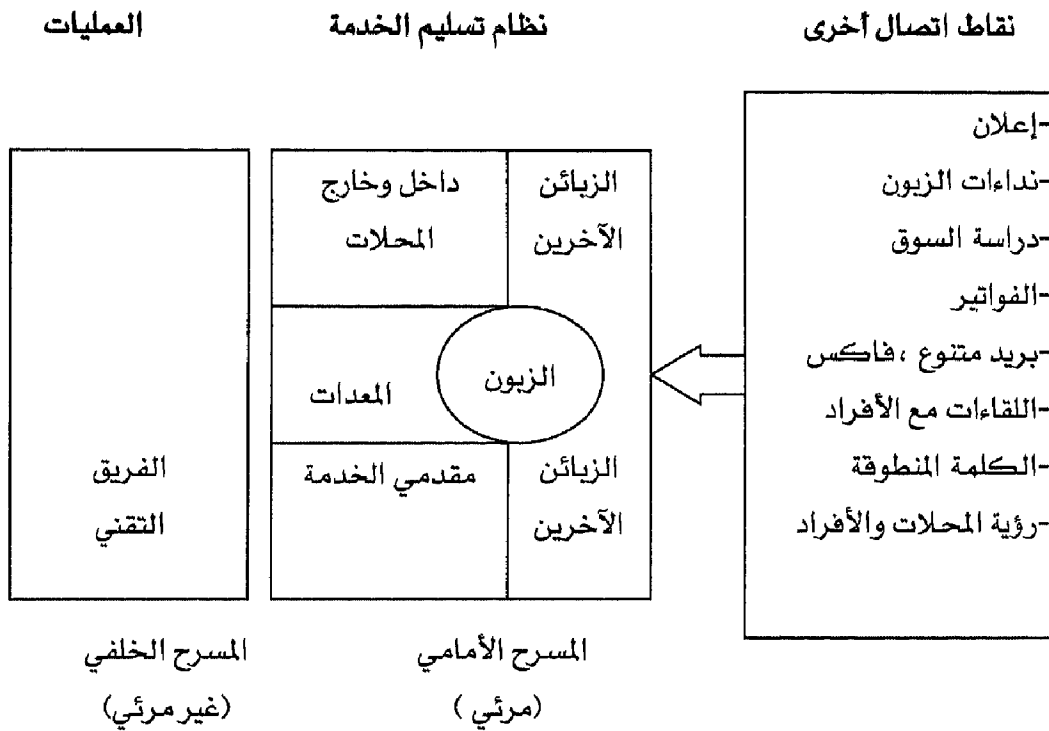 نقاط اتصال أخرى
نظام تسليم الخدمة
العمليات
-إعلان
-نداءات الزبون
-دراسة السوق
-الفواتير
-بريد متنوع ،فاكس
-اللقاءات مع الأفراد
-الكلمة المنطوقة
-رؤية المحلات والأفراد
الزبائن
الآخرين
داخل وخارج
المحلات
الزبون
المعدات
الزبائن
الآخرين
مقدمي الخدمة
الفريق
التقني
المسرح الأمامي
(مرئي )
المسرح الخلفي
(غير مرئي)